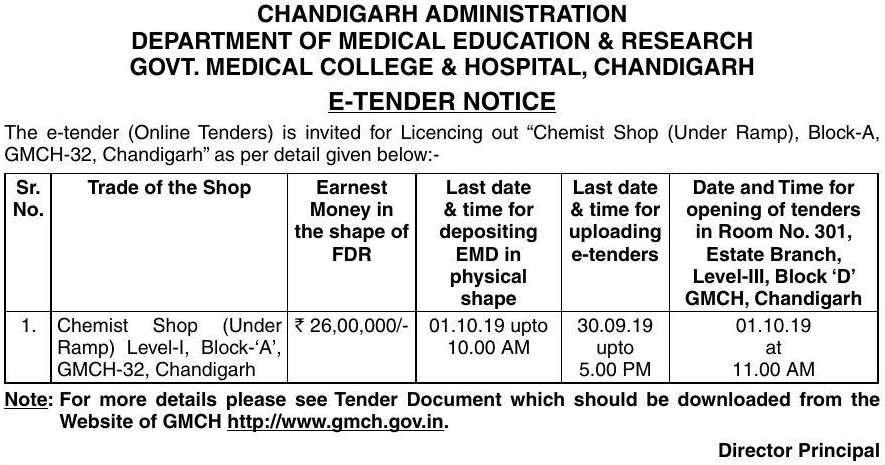 CHANDIGARH ADMINISTRATION
DEPARTMENT OF MEDICAL EDUCATION & RESEARCH
GOVT. MEDICAL COLLEGE & HOSPITAL, CHANDIGARH
E-TENDER NOTICE
The e-tender (Online Tenders) is invited for Licencing out “Chemist Shop (Under Ramp), Block-A,
GMCH-32, Chandigarh” as per detail given below:-
Sr.
No.
Trade of the Shop
Earnest
Money in
the shape of
FDR
Last date
& time for
depositing
EMD in
physical
shape
Last date
& time for
uploading
e-tenders
Date and Time for
opening of tenders
in Room No. 301,
Estate Branch,
Level-III, Block ‘D’
GMCH, Chandigarh
1.
Chemist Shop (Under
Ramp) Level-I, Block-‘A’,
GMCH-32, Chandigarh
₹ 26,00,000/-
01.10.19 upto
10.00 AM
30.09.19
upto
5.00 PM
01.10.19
at
11.00 AM
Note: For more details please see Tender Document which should be downloaded from the
Website of GMCH http://www.gmch.gov.in.
Director Principal